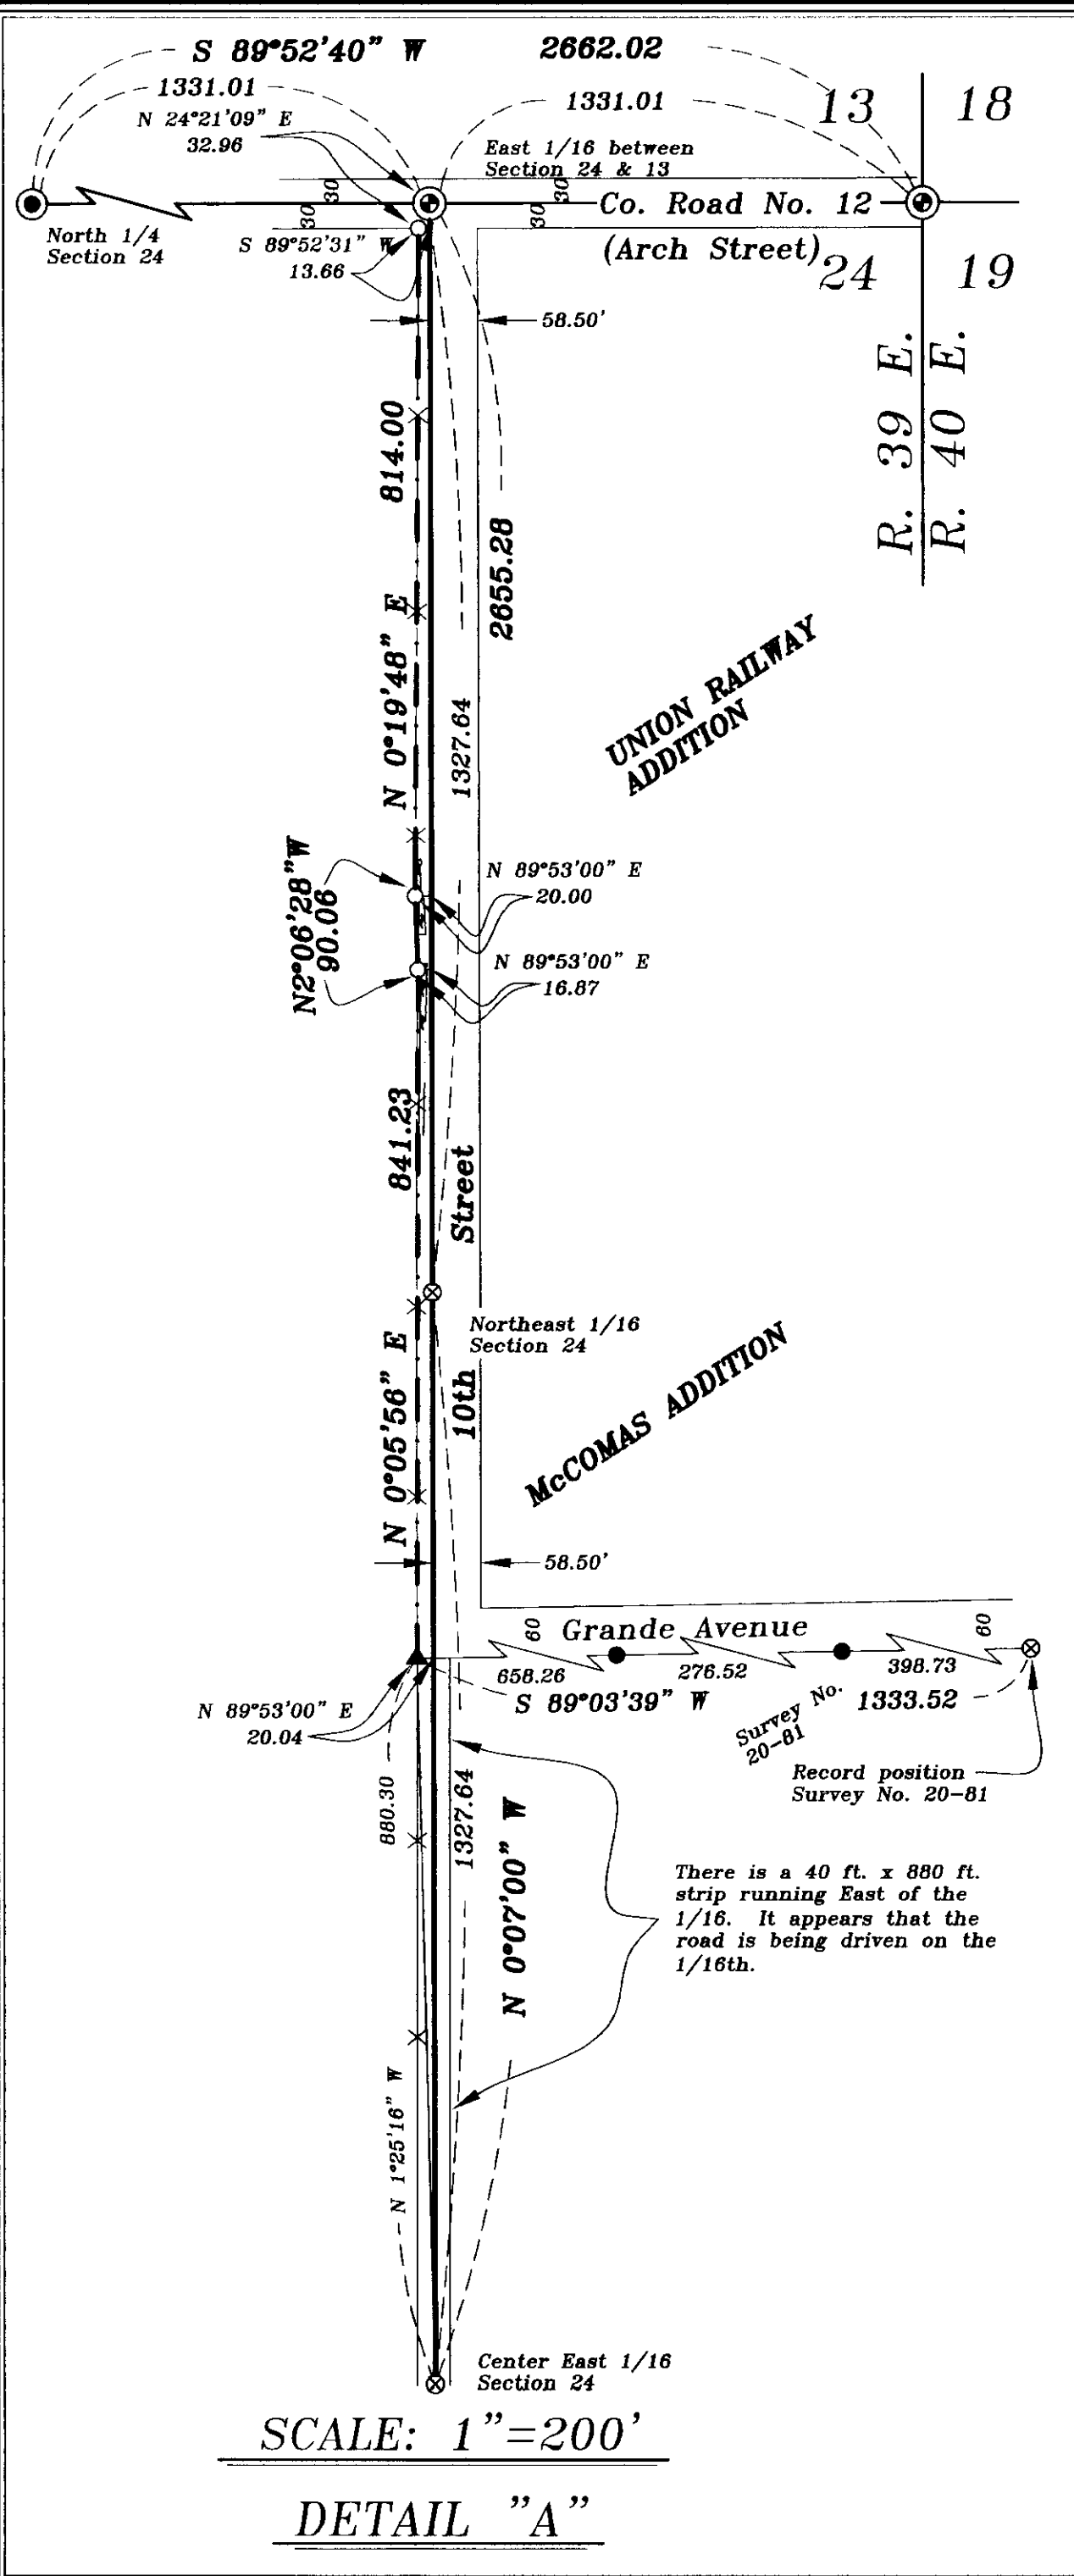 S 89°52'40" W 2662.02
1331.01
1331.01
13
18
N 24°21'09" E
32.96
East 1/16 between
Section 24 & 13
30
30
30
30
Co. Road No. 12
North 1/4
Section 24
S 89°52'31" W
13.66
(Arch Street)
24
19
58.50'
R. 39 E.
R. 40 E.
814.00
2655.28
N 0°19'48" E
1327.64
UNION RAILWAY
ADDITION
N2°06'28"W
90.06
N 89°53'00" E
20.00
N 89°53'00" E
16.87
841.23
10th Street
Northeast 1/16
Section 24
N 0°05'56" E
McCOMAS ADDITION
58.50'
60
Grande Avenue
60
658.26
276.52
398.73
S 89°03'39" W
1333.52
N 89°53'00" E
20.04
Survey No.
20-81
Record position
Survey No. 20-81
880.30
1327.64
N 0°07'00" W
There is a 40 ft. x 880 ft.
strip running East of the
1/16. It appears that the
road is being driven on the
1/16th.
N 1°25'16" W
Center East 1/16
Section 24
SCALE: 1"=200'
DETAIL "A"